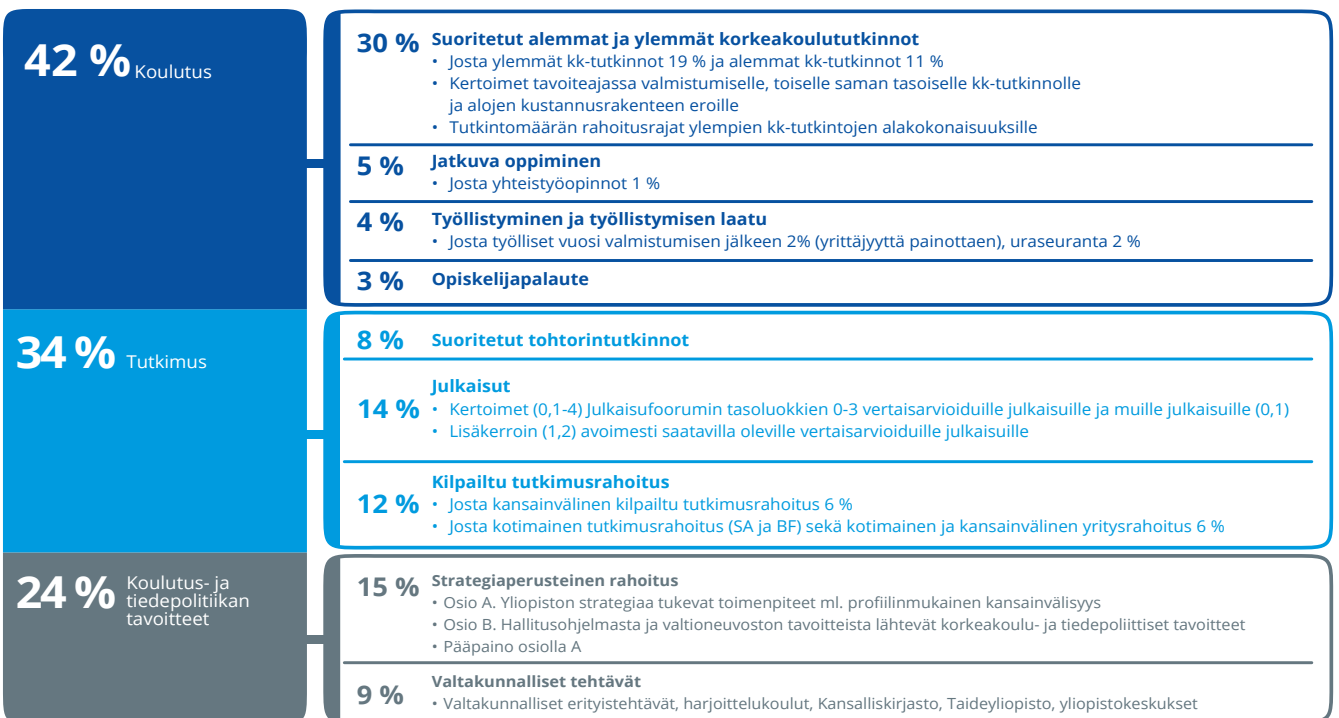 42 % Koulutus
30 % Suoritetut alemmat ja ylemmät korkeakoulututkinnot
• Josta ylemmät kk-tutkinnot 19 % ja alemmat kk-tutkinnot 11 %
• Kertoimet tavoiteajassa valmistumiselle, toiselle saman tasoiselle kk-tutkinnolle
ja alojen kustannusrakenteen eroille
• Tutkintomäärän rahoitusrajat ylempien kk-tutkintojen alakokonaisuuksille
5 % Jatkuva oppiminen
• Josta yhteistyöopinnot 1 %
4 % Työllistyminen ja työllistymisen laatu
• Josta työlliset vuosi valmistumisen jälkeen 2% (yrittäjyyttä painottaen), uraseuranta 2 %
3 % Opiskelijapalaute
34 % Tutkimus
8 % Suoritetut tohtorintutkinnot
Julkaisut
14 % • Kertoimet (0,1-4) Julkaisufoorumin tasoluokkien 0-3 vertaisarvioiduille julkaisuille ja muille julkaisuille (0,1)
• Lisäkerroin (1,2) avoimesti saatavilla oleville vertaisarvioiduille julkaisuille
Kilpailtu tutkimusrahoitus
12 % • Josta kansainvälinen kilpailtu tutkimusrahoitus 6 %
• Josta kotimainen tutkimusrahoitus (SA ja BF) sekä kotimainen ja kansainvälinen yritysrahoitus 6 %
24 % Koulutus- ja
tiedepolitiikan
tavoitteet
15 % Strategiaperusteinen rahoitus
• Osio A. Yliopiston strategiaa tukevat toimenpiteet ml. profiilinmukainen kansainvälisyys
• Osio B. Hallitusohjelmasta ja valtioneuvoston tavoitteista lähtevät korkeakoulu- ja tiedepoliittiset tavoitteet
• Pääpaino osiolla A
9 % Valtakunnalliset tehtävät
• Valtakunnalliset erityistehtävät, harjoittelukoulut, Kansalliskirjasto, Taideyliopisto, yliopistokeskukset